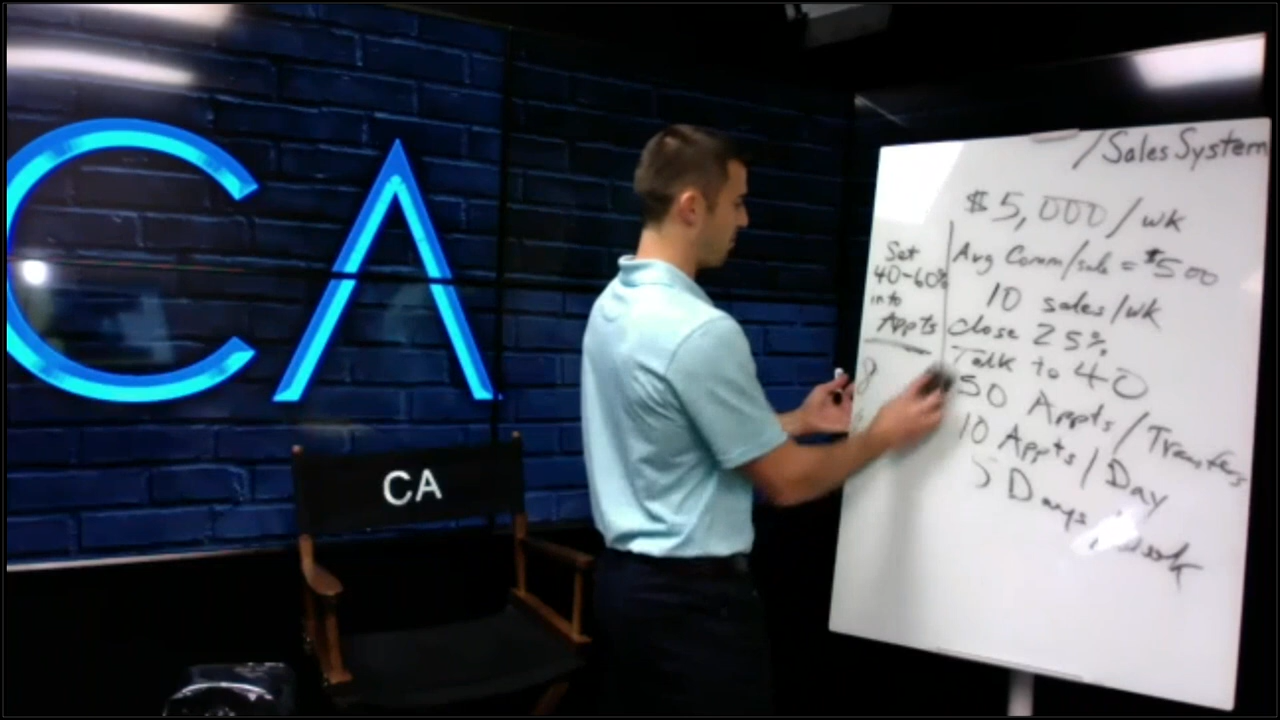 CA
CA
/Sales System
$5,000/wk
Set
40-60%
into
Appts
8
Avg Comm/sale = $500
10 sales/wk
Close 25%
Talk to 40
50 Appts/Transfers
10 Appts/Day
5 Days